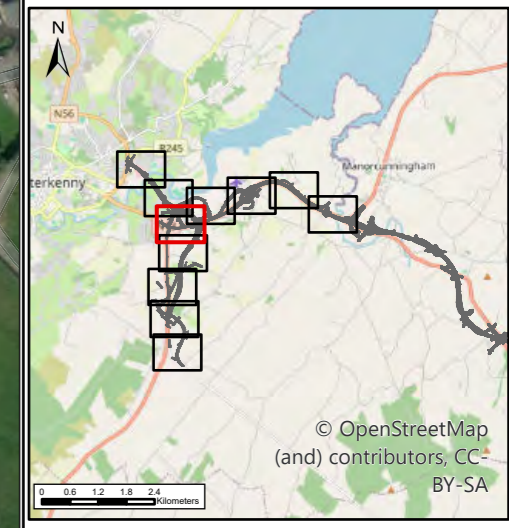 N
N56
R245
terkenny
Manorcunningham
© OpenStreetMap
(and) contributors, CC-
BY-SA
0 0.6 1.2 1.8 2.4
Kilometers